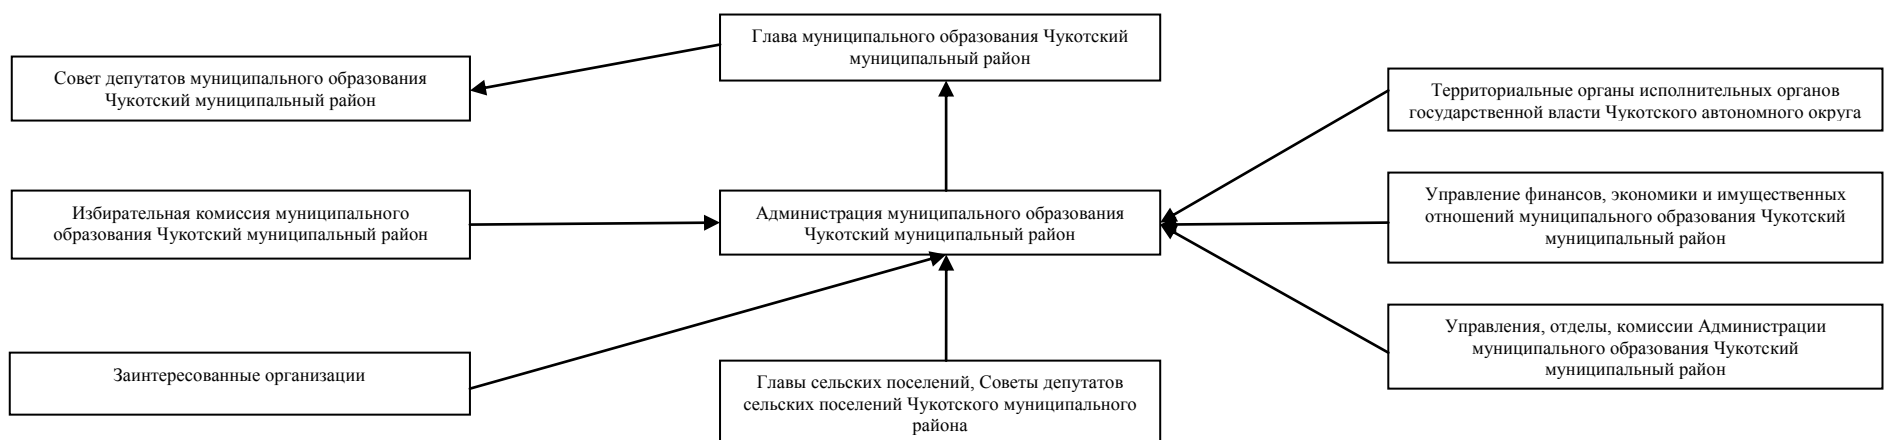 Глава муниципального образования Чукотский
муниципальный район
Совет депутатов муниципального образования
Чукотский муниципальный район
Территориальные органы исполнительных органов
государственной власти Чукотского автономного округа
Избирательная комиссия муниципального
образования Чукотский муниципальный район
Администрация муниципального образования
Чукотский муниципальный район
Управление финансов, экономики и имущественных
отношений муниципального образования Чукотский
муниципальный район
Управления, отделы, комиссии Администрации
муниципального образования Чукотский
муниципальный район
Заинтересованные организации
Главы сельских поселений, Советы депутатов
сельских поселений Чукотского муниципального
района